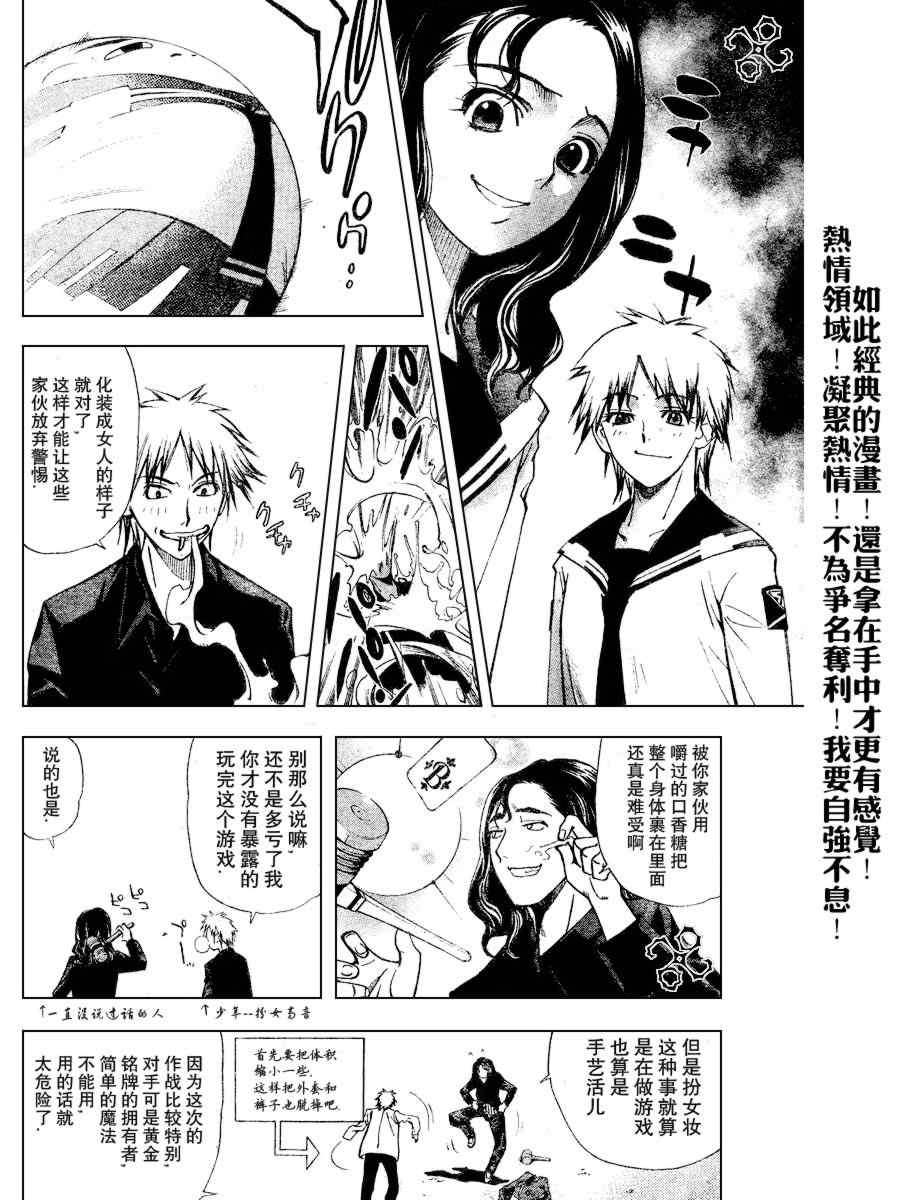 グググ…
ニ
ニ
化装成女人的样子
就对了,
这样才能让这些
家伙放弃警惕.
被你家伙用
嚼过的口香糖把
整个身体裹在里面
还真是难受啊
B
别那么说嘛,
还不是多亏了我
你才没有暴露的
玩完这个游戏.
说的也是.
ピコ
ピコ
↑少年--扮女高音
↑一直没说过话的人
但是扮女妆
这种事就算
是在做游戏
也算是
手艺活儿
首先要把体积
缩小一些.
这样把外套和
裤子也脱掉吧.
因为这次的
作战比较特别,
对手可是黄金
铭牌的拥有者,
简单的魔法
不能用,
用的话就
太危险了.
如此經典的漫畫！還是拿在手中才更有感覺！
熱情領域！凝聚熱情！不為爭名奪利！我要自強不息！